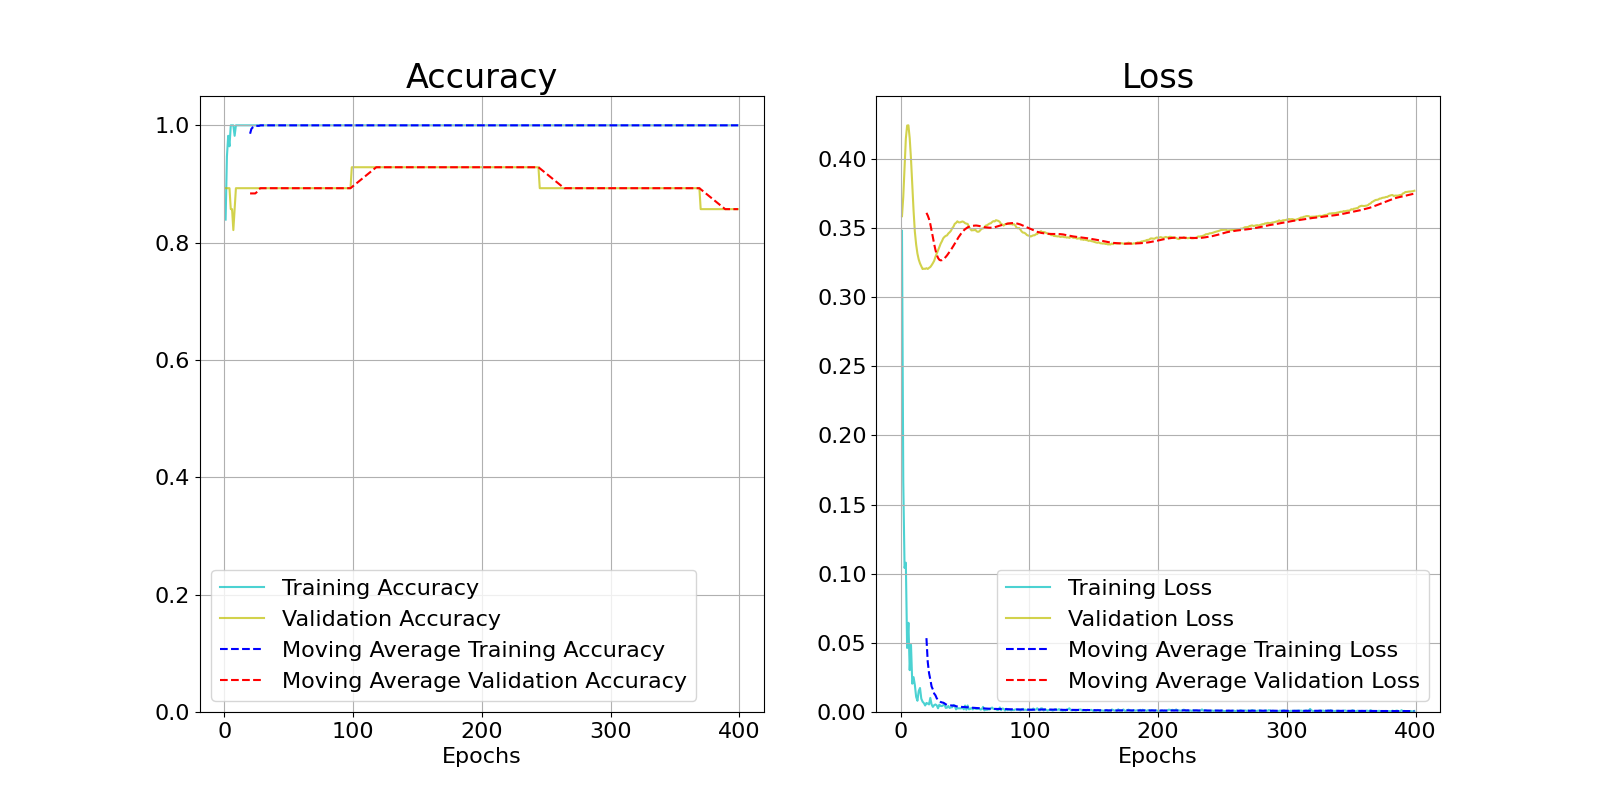 Accuracy
1.0
0.8
0.6
0.4
0.2
0.0
0
100
200
300
400
Epochs
Training Accuracy
Validation Accuracy
Moving Average Training Accuracy
Moving Average Validation Accuracy
Loss
0.40
0.35
0.30
0.25
0.20
0.15
0.10
0.05
0.00
0
100
200
300
400
Epochs
Training Loss
Validation Loss
Moving Average Training Loss
Moving Average Validation Loss